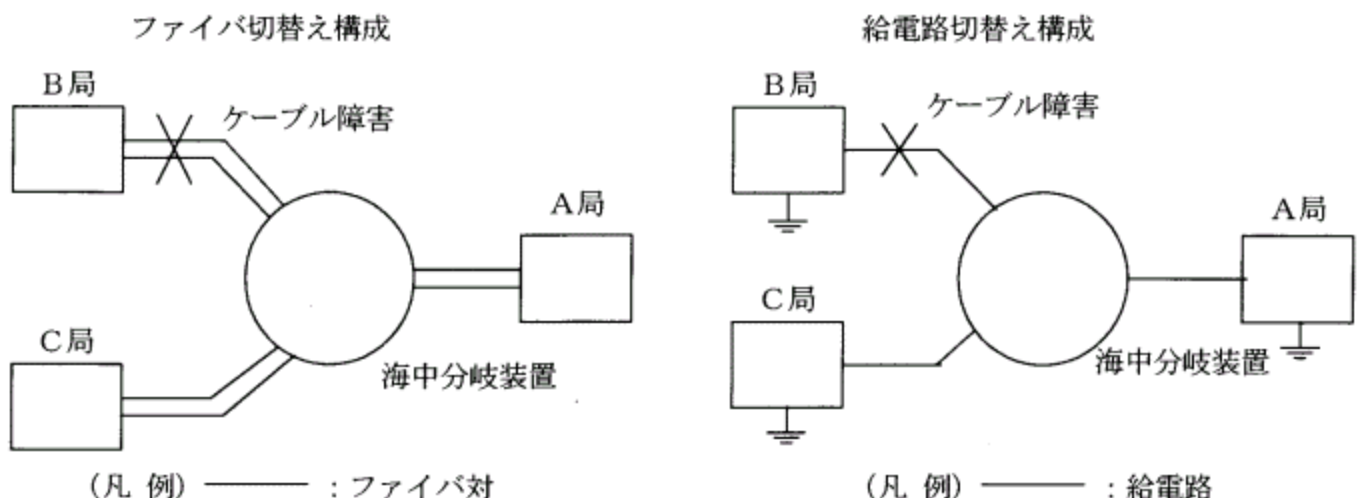 ファイバ切替え構成
B局
ケーブル障害
A局
C局
海中分岐装置
(凡 例) ――― : ファイバ対
給電路切替え構成
B局
ケーブル障害
A局
C局
海中分岐装置
(凡 例) ――― : 給電路